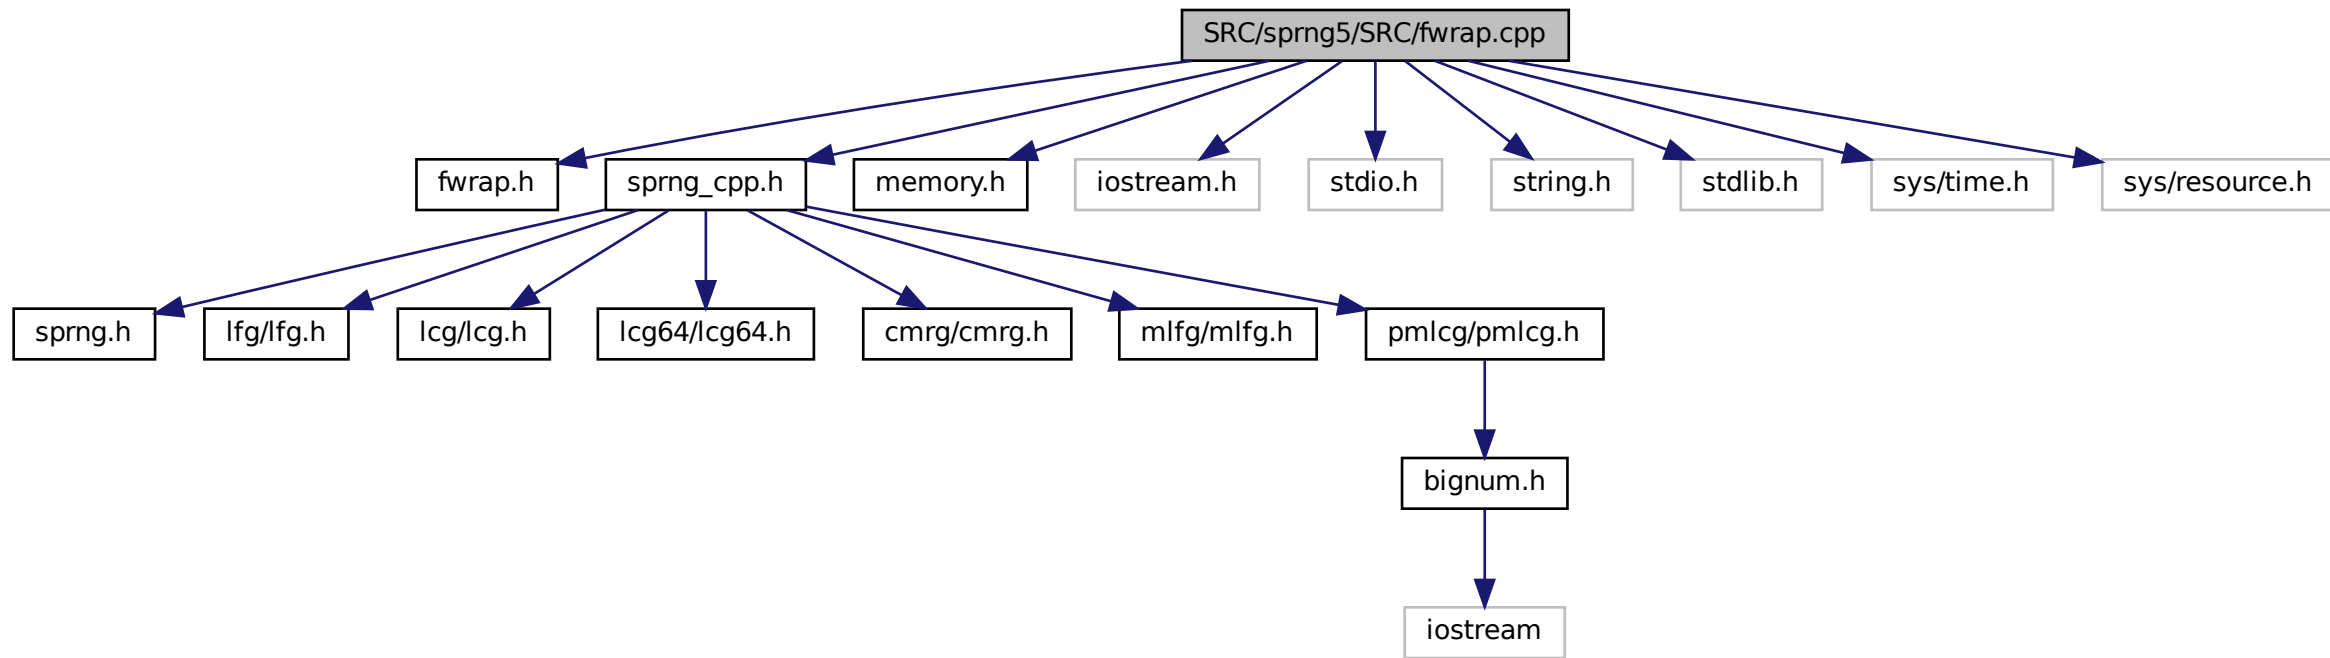 SRC/sprng5/SRC/fwrap.cpp
fwrap.h
sprng_cpp.h
memory.h
iostream.h
stdio.h
string.h
stdlib.h
sys/time.h
sys/resource.h
sprng.h
lfg/lfg.h
lcg/lcg.h
lcg64/lcg64.h
cmrg/cmrg.h
mlfg/mlfg.h
pmlcg/pmlcg.h
bignum.h
iostream